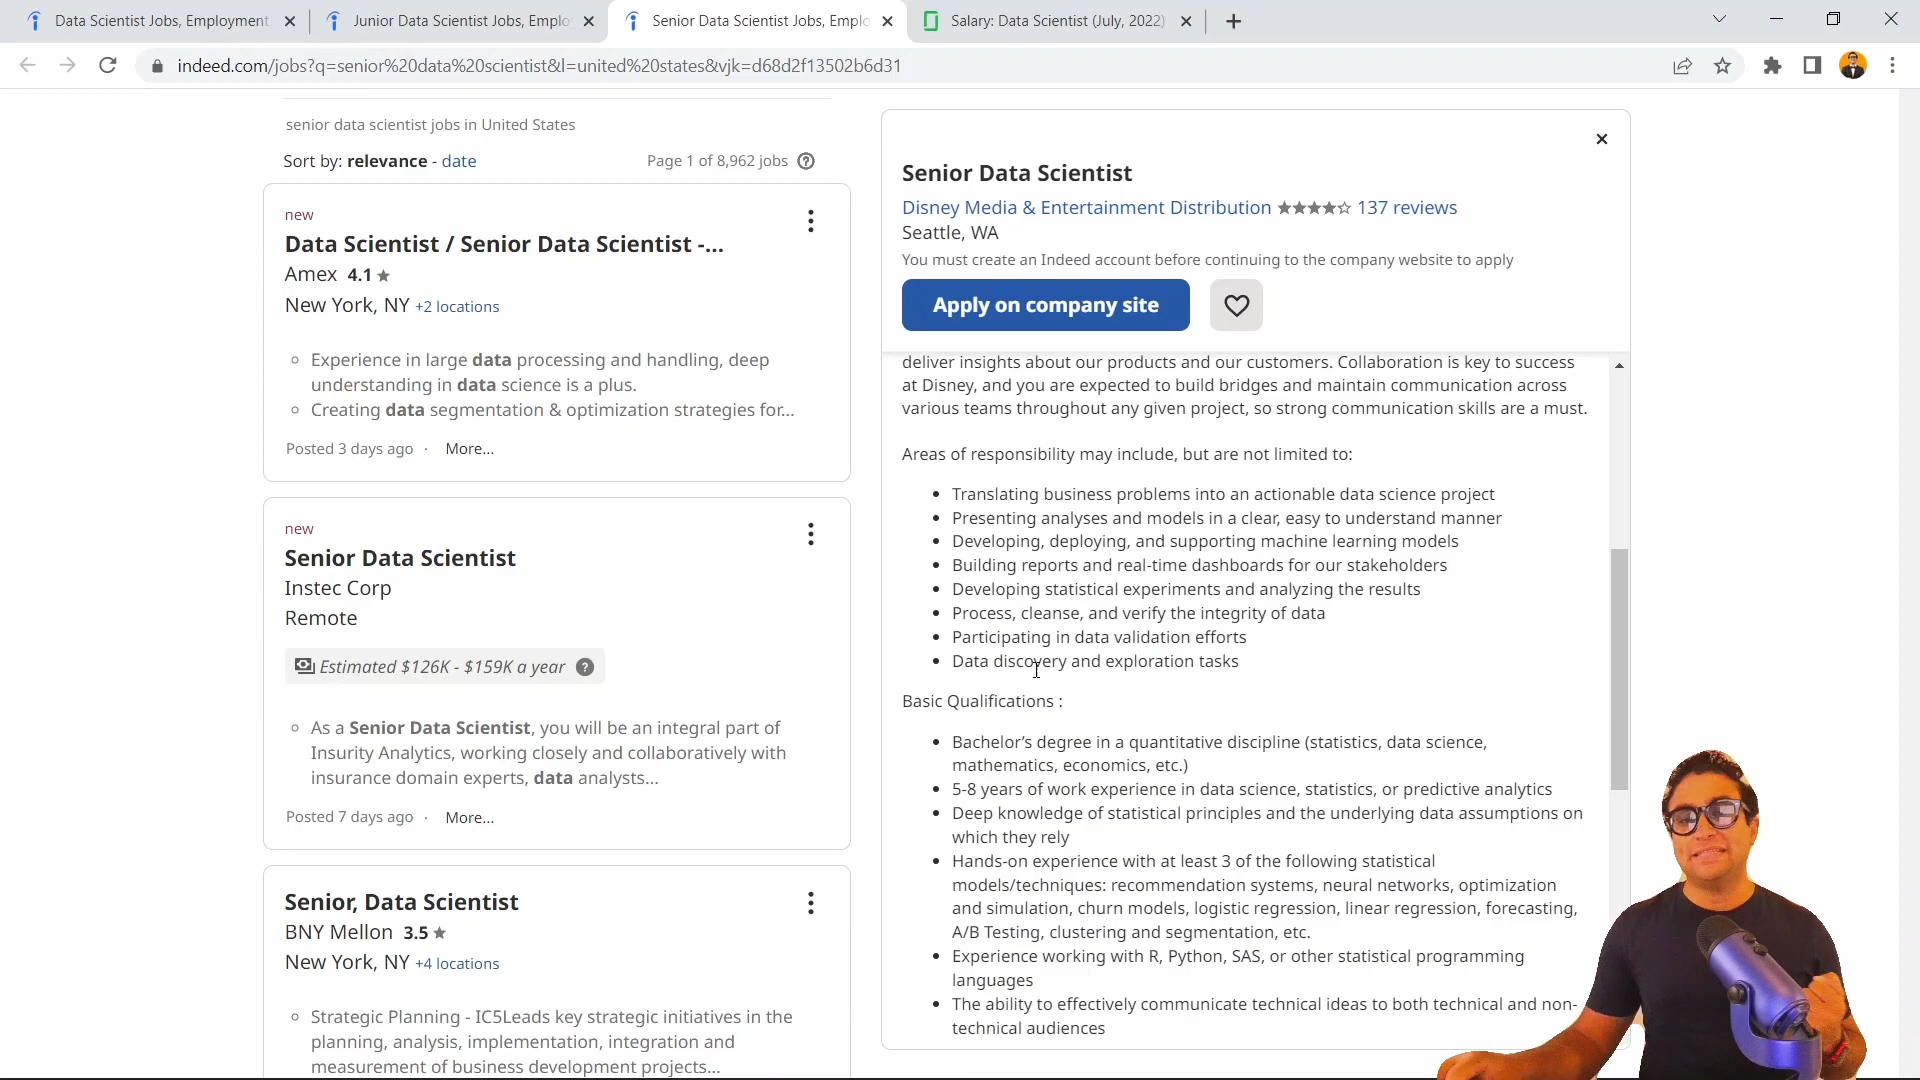 Data Scientist Jobs, Employment
Junior Data Scientist Jobs, Emplo
Senior Data Scientist Jobs, Emplo
Salary: Data Scientist (July, 2022)
indeed.com/jobs?q=senior%20data%20scientist&l=united%20states&vjk=d68d2f13502b6d31
senior data scientist jobs in United States
Sort by: relevance - date
Page 1 of 8,962 jobs
new
Data Scientist / Senior Data Scientist -...
Amex 4.1★
New York, NY +2 locations
Experience in large data processing and handling, deep
understanding in data science is a plus.
Creating data segmentation & optimization strategies for...
Posted 3 days ago · More...
new
Senior Data Scientist
Instec Corp
Remote
Estimated $126K - $159K a year
As a Senior Data Scientist, you will be an integral part of
Insurity Analytics, working closely and collaboratively with
insurance domain experts, data analysts...
Posted 7 days ago · More...
Senior, Data Scientist
BNY Mellon 3.5★
New York, NY +4 locations
Strategic Planning - IC5Leads key strategic initiatives in the
planning, analysis, implementation, integration and
measurement of business development projects...
Senior Data Scientist
Disney Media & Entertainment Distribution ★★★★☆ 137 reviews
Seattle, WA
You must create an Indeed account before continuing to the company website to apply
Apply on company site
deliver insights about our products and our customers. Collaboration is key to success
at Disney, and you are expected to build bridges and maintain communication across
various teams throughout any given project, so strong communication skills are a must.
Areas of responsibility may include, but are not limited to:
• Translating business problems into an actionable data science project
• Presenting analyses and models in a clear, easy to understand manner
• Developing, deploying, and supporting machine learning models
• Building reports and real-time dashboards for our stakeholders
• Developing statistical experiments and analyzing the results
• Process, cleanse, and verify the integrity of data
• Participating in data validation efforts
• Data discovery and exploration tasks
Basic Qualifications :
• Bachelor’s degree in a quantitative discipline (statistics, data science,
mathematics, economics, etc.)
• 5-8 years of work experience in data science, statistics, or predictive analytics
• Deep knowledge of statistical principles and the underlying data assumptions on
which they rely
• Hands-on experience with at least 3 of the following statistical
models/techniques: recommendation systems, neural networks, optimization
and simulation, churn models, logistic regression, linear regression, forecasting,
A/B Testing, clustering and segmentation, etc.
• Experience working with R, Python, SAS, or other statistical programming
languages
• The ability to effectively communicate technical ideas to both technical and non-
technical audiences